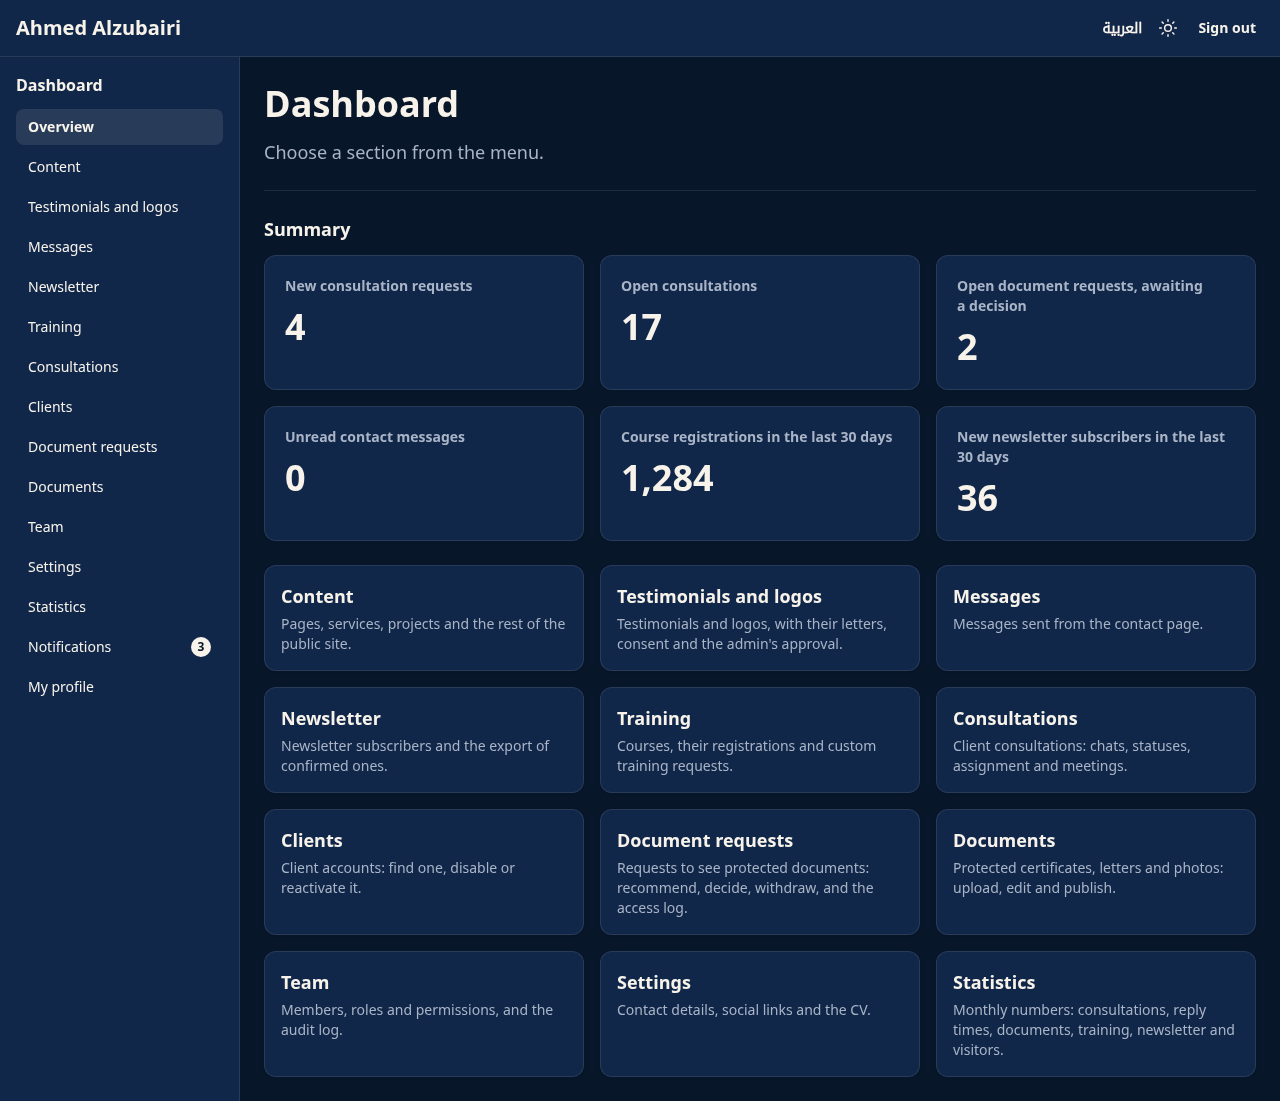 Ahmed Alzubairi
العربية
Sign out
Dashboard
Overview
Content
Testimonials and logos
Messages
Newsletter
Training
Consultations
Clients
Document requests
Documents
Team
Settings
Statistics
Notifications 3
My profile
Dashboard
Choose a section from the menu.
Summary
New consultation requests
4
Open consultations
17
Open document requests, awaiting
a decision
2
Unread contact messages
0
Course registrations in the last 30 days
1,284
New newsletter subscribers in the last
30 days
36
Content
Pages, services, projects and the rest of the
public site.
Testimonials and logos
Testimonials and logos, with their letters,
consent and the admin's approval.
Messages
Messages sent from the contact page.
Newsletter
Newsletter subscribers and the export of
confirmed ones.
Training
Courses, their registrations and custom
training requests.
Consultations
Client consultations: chats, statuses,
assignment and meetings.
Clients
Client accounts: find one, disable or
reactivate it.
Document requests
Requests to see protected documents:
recommend, decide, withdraw, and the
access log.
Documents
Protected certificates, letters and photos:
upload, edit and publish.
Team
Members, roles and permissions, and the
audit log.
Settings
Contact details, social links and the CV.
Statistics
Monthly numbers: consultations, reply
times, documents, training, newsletter and
visitors.